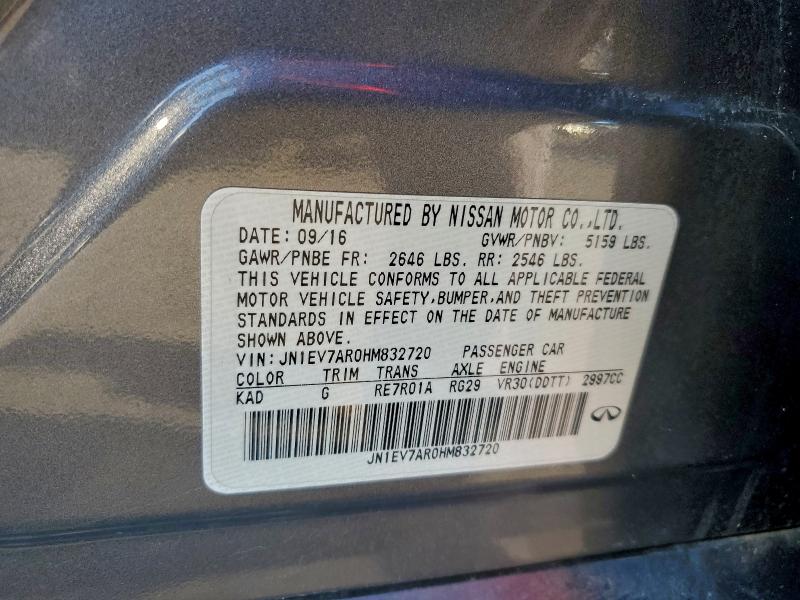 MANUFACTURED BY NISSAN MOTOR CO.,LTD.
DATE: 09/16 GVWR/PNBV: 5159 LBS.
GAWR/PNBE FR: 2646 LBS. RR: 2546 LBS.
THIS VEHICLE CONFORMS TO ALL APPLICABLE FEDERAL
MOTOR VEHICLE SAFETY,BUMPER,AND THEFT PREVENTION
STANDARDS IN EFFECT ON THE DATE OF MANUFACTURE
SHOWN ABOVE.
VIN: JN1EV7AR0HM832720 PASSENGER CAR
COLOR TRIM TRANS AXLE ENGINE
KAD G RE7R01A RG29 VR30(DDTT) 2997CC
JN1EV7AR0HM832720